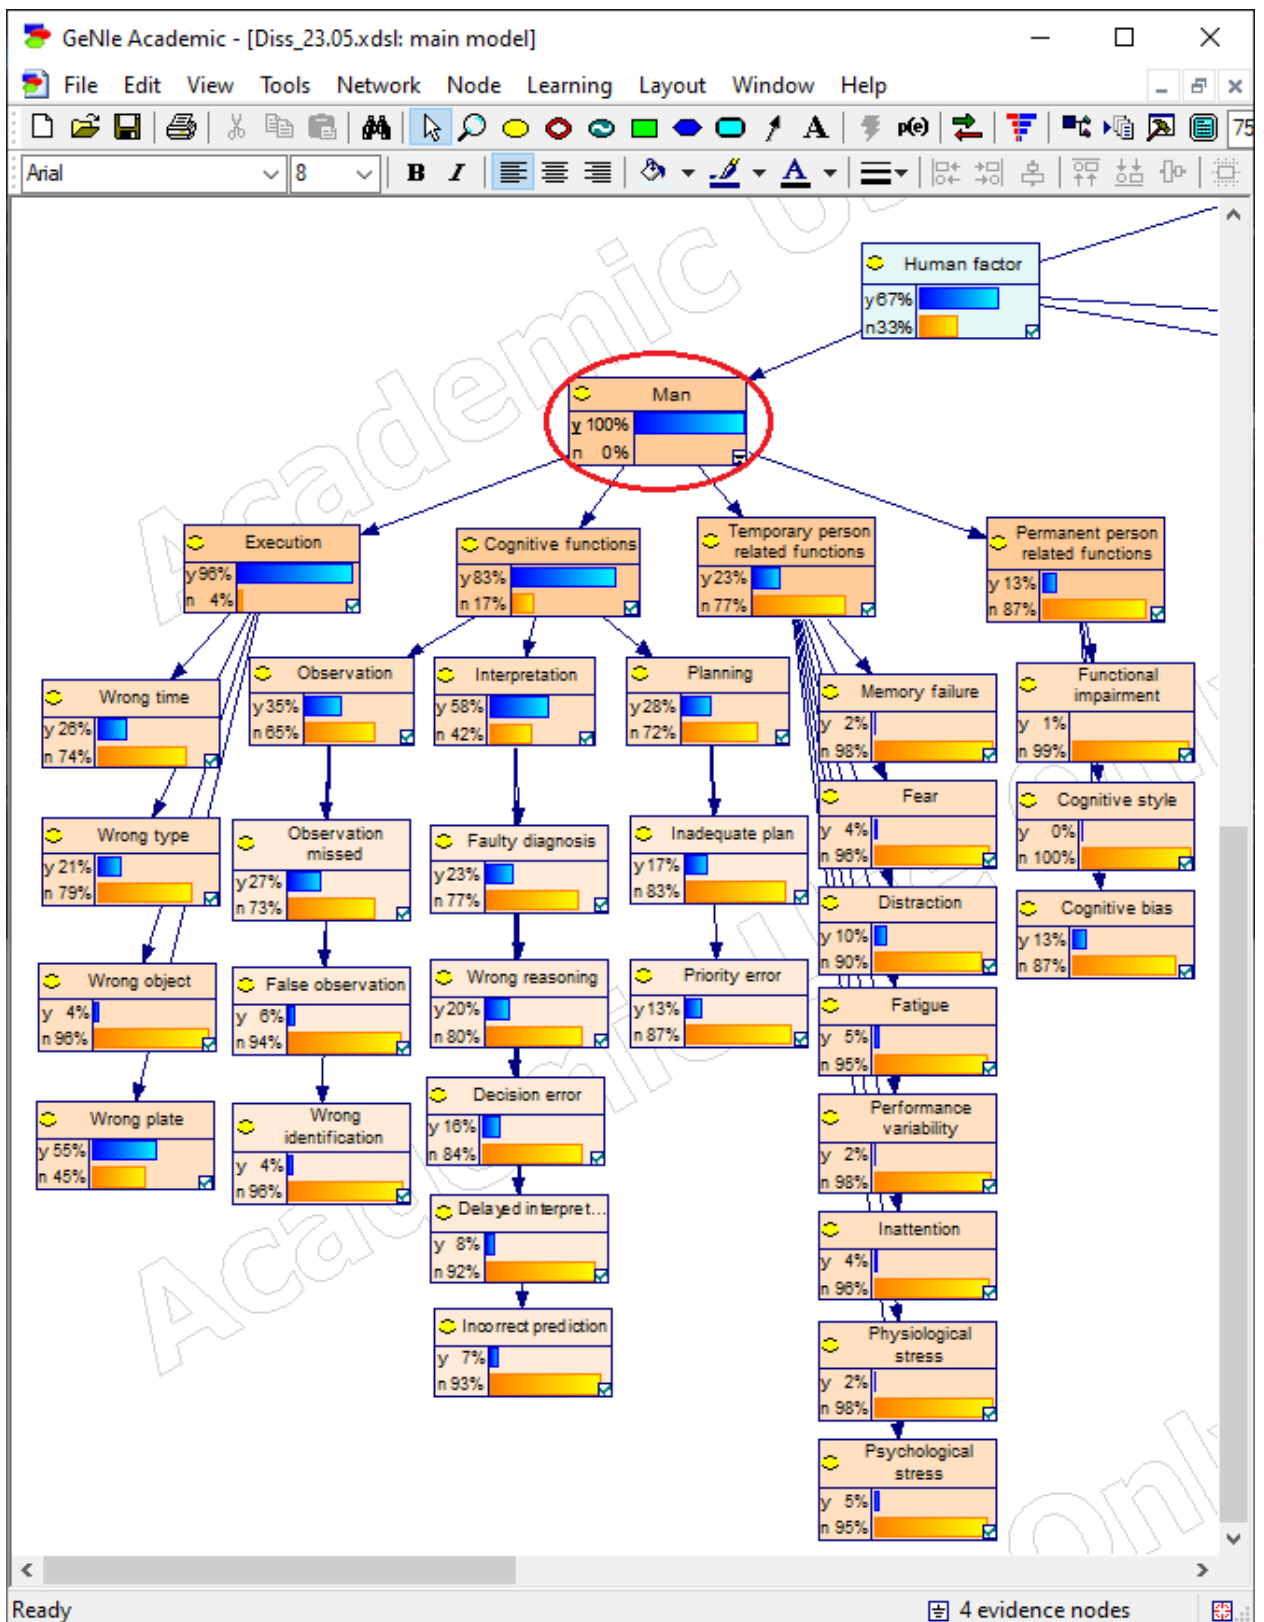 GeNIe Academic - [Diss_23.05.xdsl: main model]
File Edit View Tools Network Node Learning Layout Window Help
A p(e) 75
Arial 8 B I A
Academic Use Only
Human factor
y 67%
n 33%
Man
y 100%
n 0%
Execution
y 96%
n 4%
Cognitive functions
y 83%
n 17%
Temporary person
related functions
y 23%
n 77%
Permanent person
related functions
y 13%
n 87%
Wrong time
y 26%
n 74%
Wrong type
y 21%
n 79%
Wrong object
y 4%
n 96%
Wrong plate
y 55%
n 45%
Observation
y 35%
n 65%
Observation
missed
y 27%
n 73%
False observation
y 6%
n 94%
Wrong
identification
y 4%
n 96%
Interpretation
y 58%
n 42%
Faulty diagnosis
y 23%
n 77%
Wrong reasoning
y 20%
n 80%
Decision error
y 16%
n 84%
Delayed interpret...
y 8%
n 92%
Incorrect prediction
y 7%
n 93%
Planning
y 28%
n 72%
Inadequate plan
y 17%
n 83%
Priority error
y 13%
n 87%
Memory failure
y 2%
n 98%
Fear
y 4%
n 96%
Distraction
y 10%
n 90%
Fatigue
y 5%
n 95%
Performance
variability
y 2%
n 98%
Inattention
y 4%
n 96%
Physiological
stress
y 2%
n 98%
Psychological
stress
y 5%
n 95%
Functional
impairment
y 1%
n 99%
Cognitive style
y 0%
n 100%
Cognitive bias
y 13%
n 87%
Academic Use Only
Only
Ready 4 evidence nodes